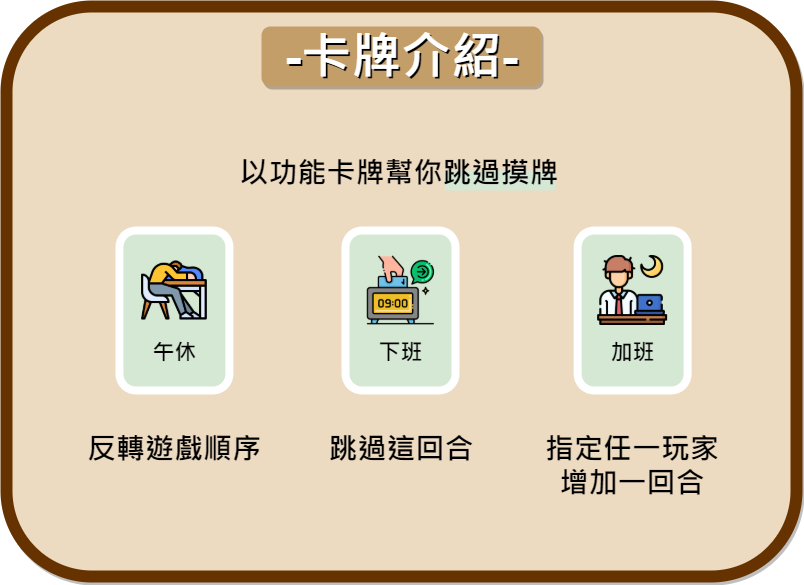 -卡牌介紹-
以功能卡牌幫你跳過摸牌
09:00
午休
下班
加班
反轉遊戲順序
跳過這回合
指定任一玩家
增加一回合